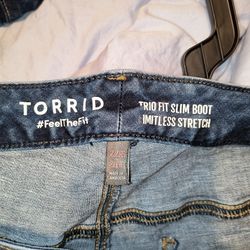 TORRID
#FeelTheFit
TRIO FIT SLIM BOOT
IMITLESS STRETCH